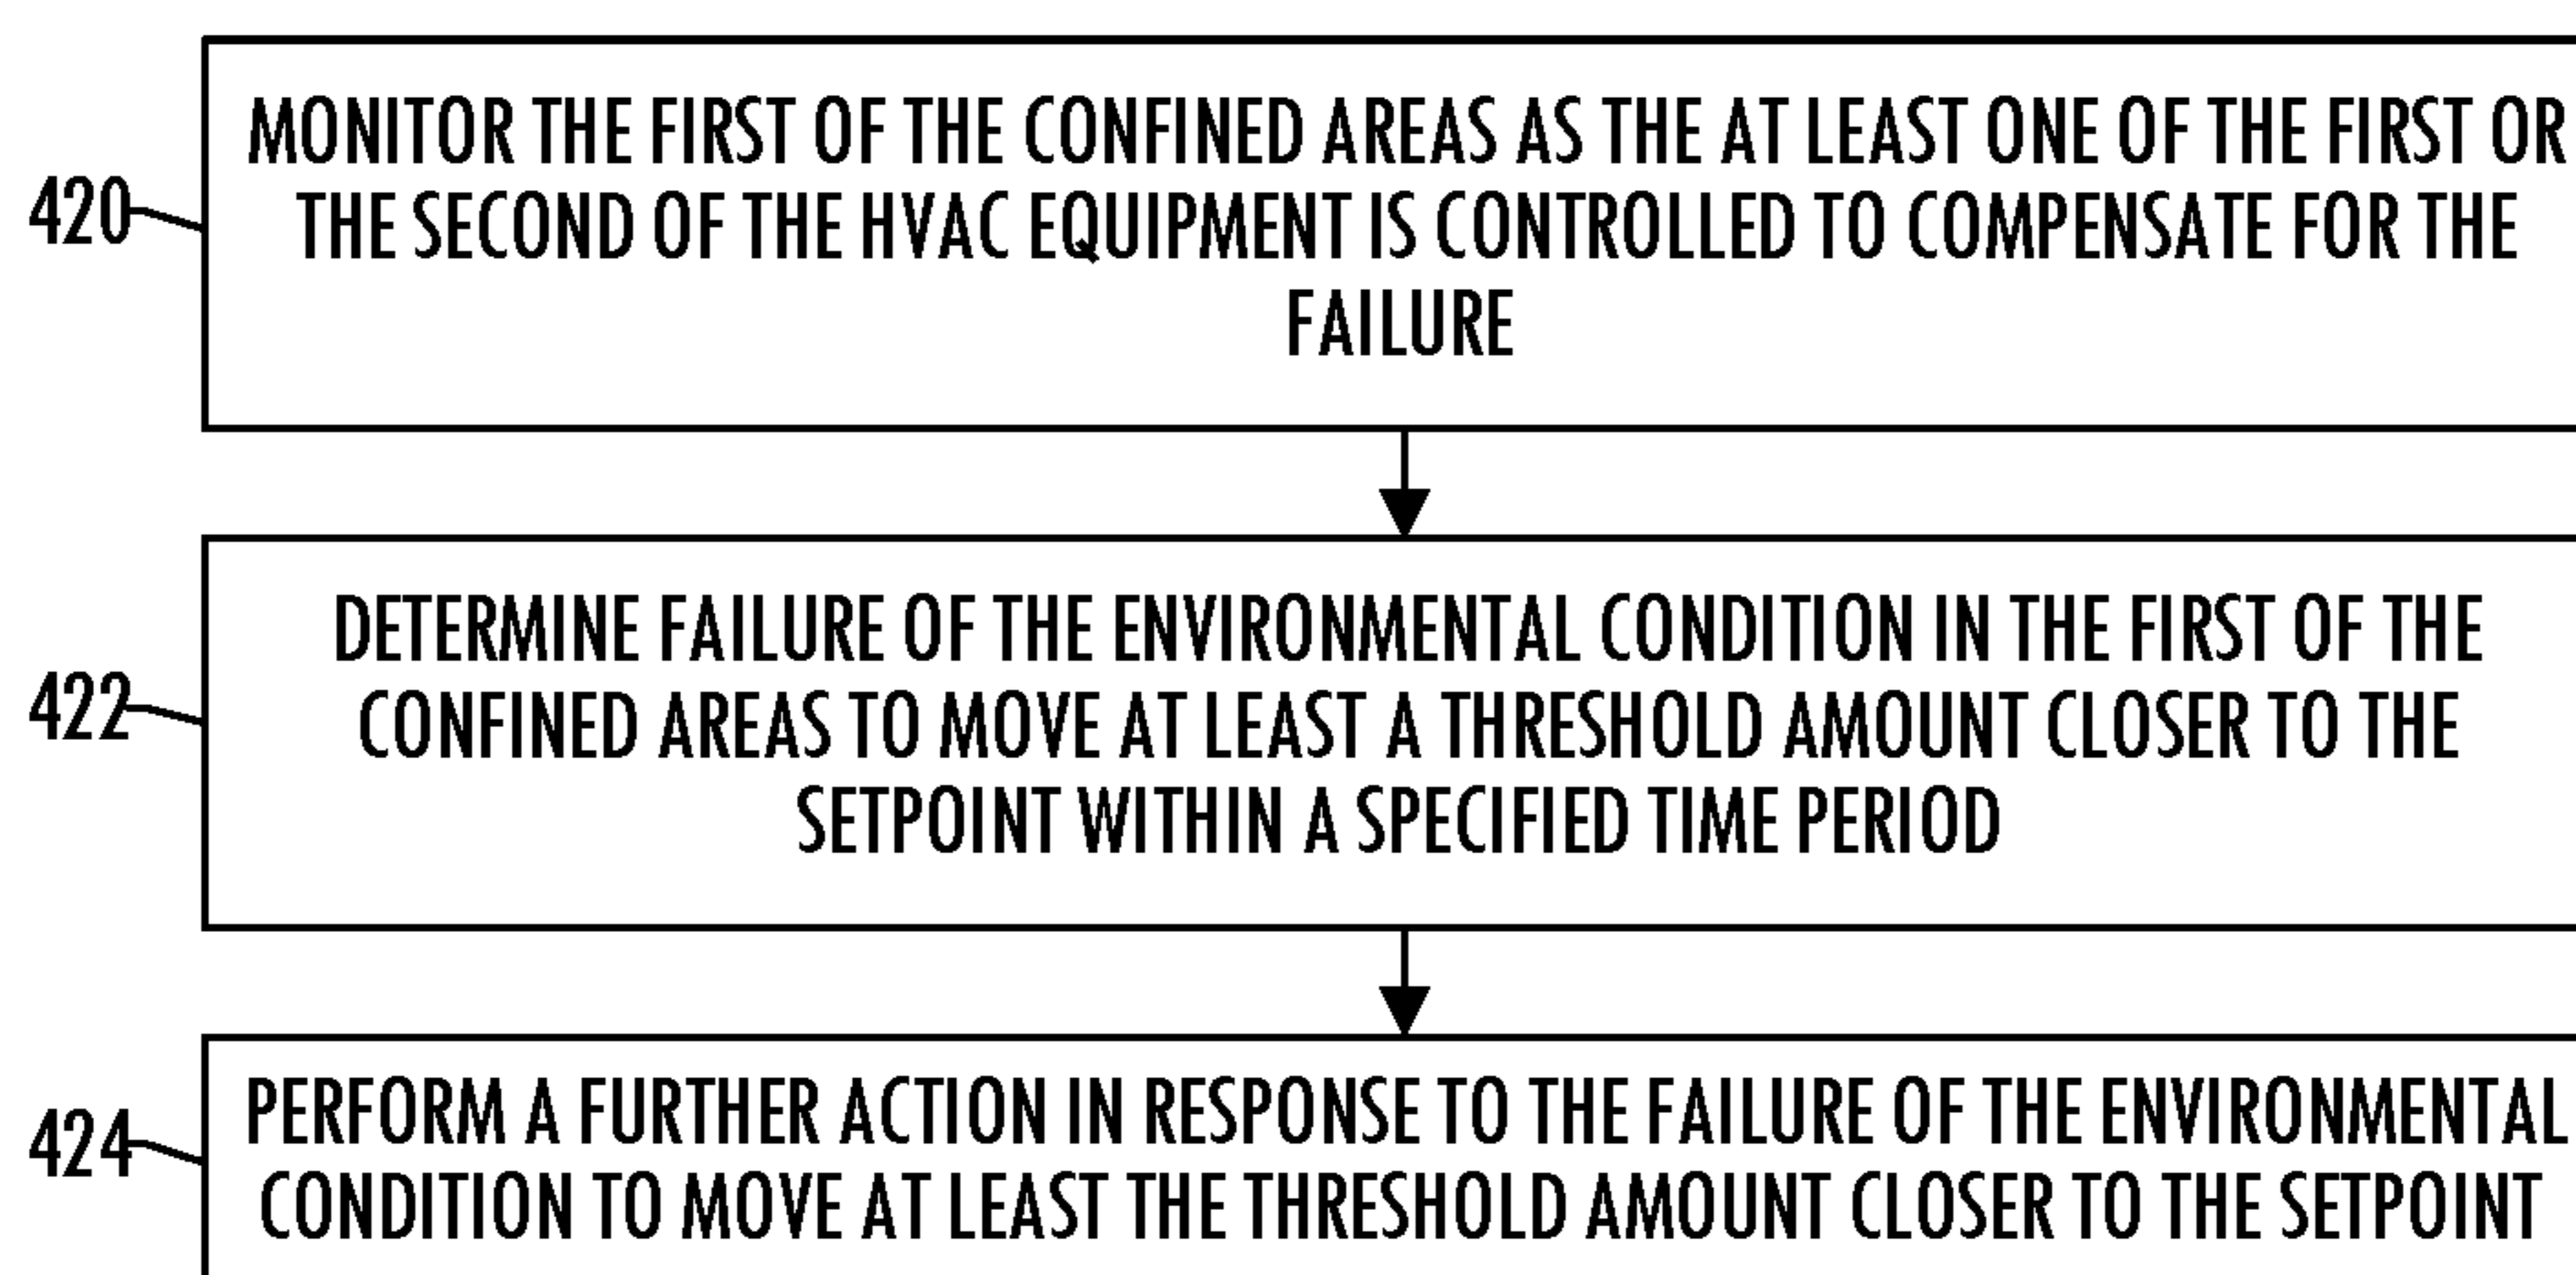 MONITOR THE FIRST OF THE CONFINED AREAS AS THE AT LEAST ONE OF THE FIRST OR
420
THE SECOND OF THE HVAC EQUIPMENT IS CONTROLLED TO COMPENSATE FOR THE
FAILURE
DETERMINE FAILURE OF THE ENVIRONMENTAL CONDITION IN THE FIRST OF THE
422
CONFINED AREAS TO MOVE AT LEAST A THRESHOLD AMOUNT CLOSER TO THE
SETPOINT WITHIN A SPECIFIED TIME PERIOD
PERFORM A FURTHER ACTION IN RESPONSE TO THE FAILURE OF THE ENVIRONMENTAL
424
CONDITION TO MOVE AT LEAST THE THRESHOLD AMOUNT CLOSER TO THE SETPOINT